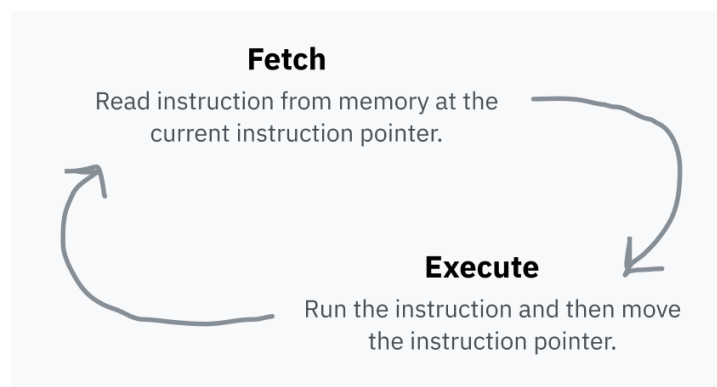 Fetch
Read instruction from memory at the
current instruction pointer.
Execute
Run the instruction and then move
the instruction pointer.